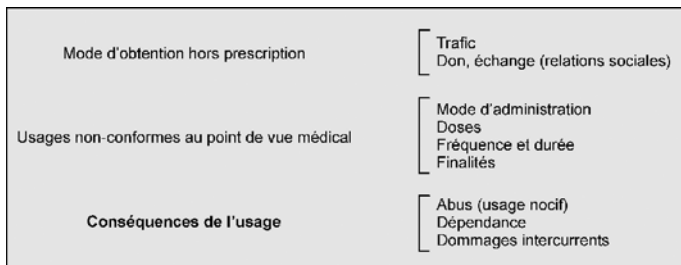 Mode d'obtention hors prescription
Trafic
Don, échange (relations sociales)
Usages non-conformes au point de vue médical
Mode d'administration
Doses
Fréquence et durée
Finalités
Conséquences de l'usage
Abus (usage nocif)
Dépendance
Dommages intercurrents